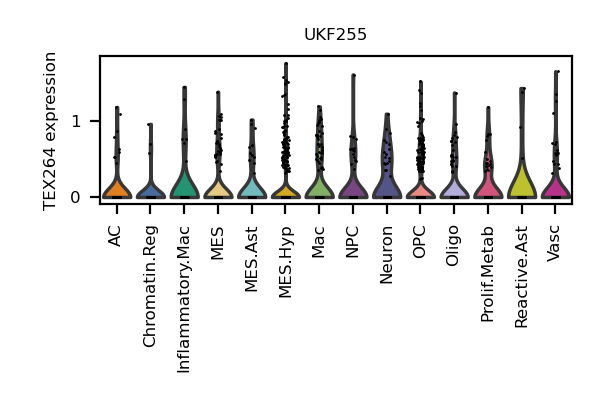 UKF255
TEX264 expression
1
0
AC
Chromatin.Reg
Inflammatory.Mac
MES
MES.Ast
MES.Hyp
Mac
NPC
Neuron
OPC
Oligo
Prolif.Metab
Reactive.Ast
Vasc